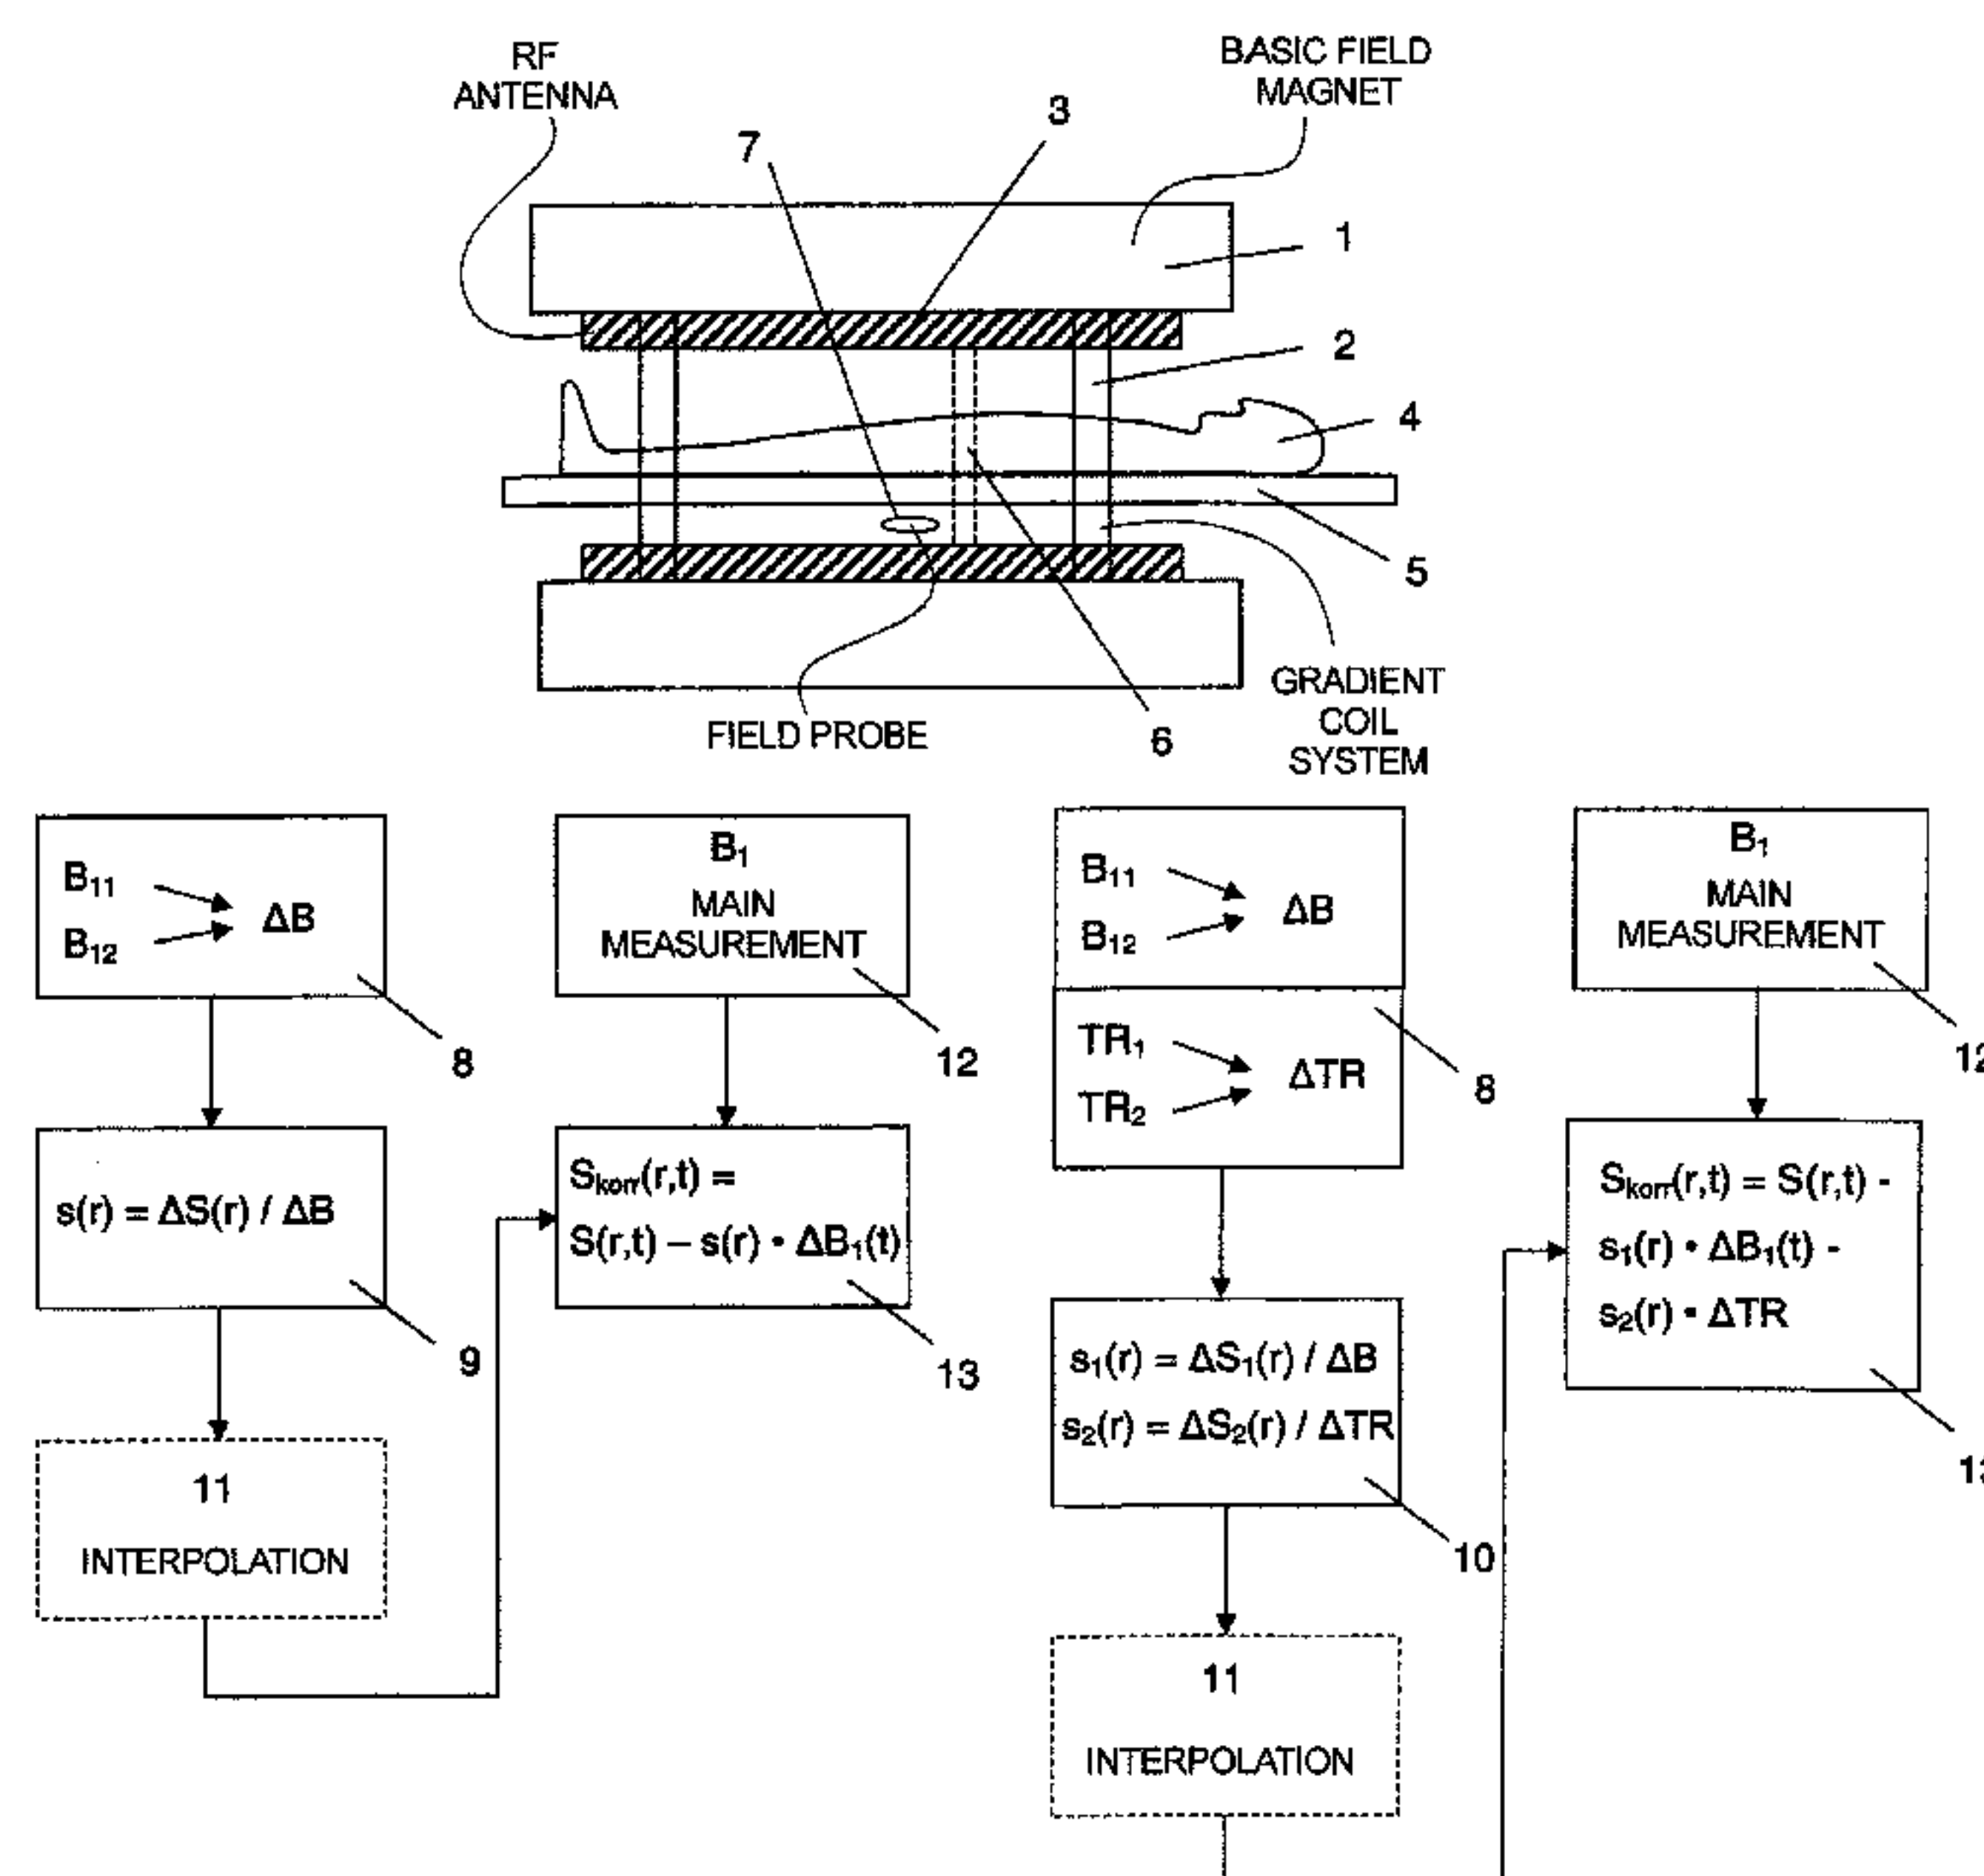 RF
ANTENNA
BASIC FIELD
MAGNET
7
3
1
2
4
5
6
FIELD PROBE
GRADIENT
COIL
SYSTEM
B₁₁
B₁₂
ΔB
8
s(r) = ΔS(r) / ΔB
9
11
INTERPOLATION
B₁
MAIN
MEASUREMENT
12
Sₖₒᵣᵣ(r,t) =
S(r,t) – s(r) • ΔB₁(t)
13
B₁₁
B₁₂
ΔB
TR₁
TR₂
ΔTR
8
s₁(r) = ΔS₁(r) / ΔB
s₂(r) = ΔS₂(r) / ΔTR
10
11
INTERPOLATION
B₁
MAIN
MEASUREMENT
12
Sₖₒᵣᵣ(r,t) = S(r,t) -
s₁(r) • ΔB₁(t) -
s₂(r) • ΔTR